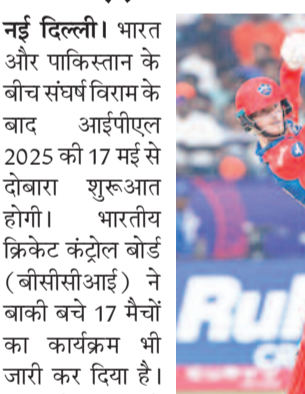 नई दिल्ली। भारत
और पाकिस्तान के
बीच संघर्ष विराम के
बाद आईपीएल
2025 की 17 मई से
दोबारा शुरूआत
होगी। भारतीय
क्रिकेट कंट्रोल बोर्ड
(बीसीसीआई) ने
बाकी बचे 17 मैचों
का कार्यक्रम भी
जारी कर दिया है।